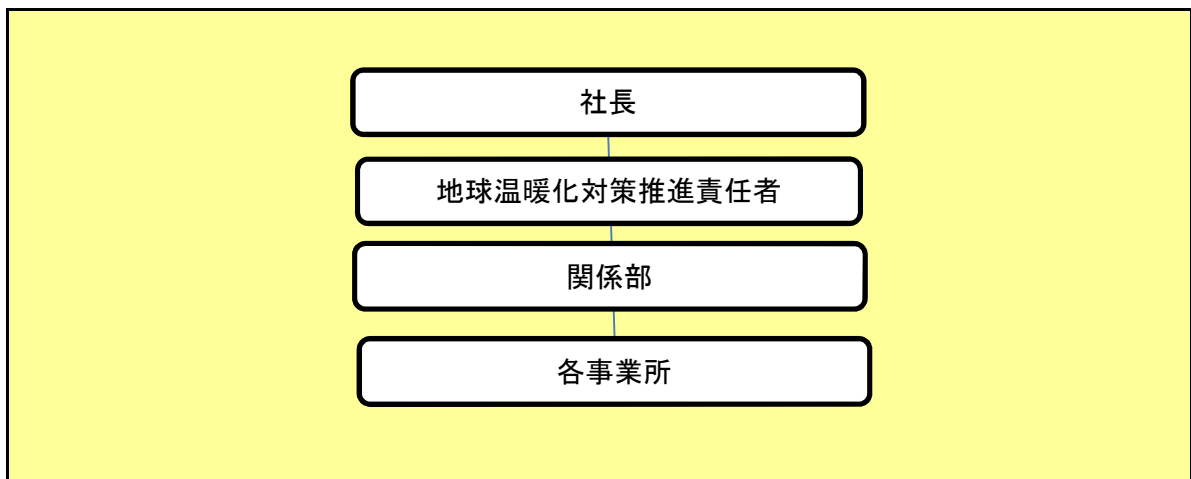 社長
地球温暖化対策推進責任者
関係部
各事業所